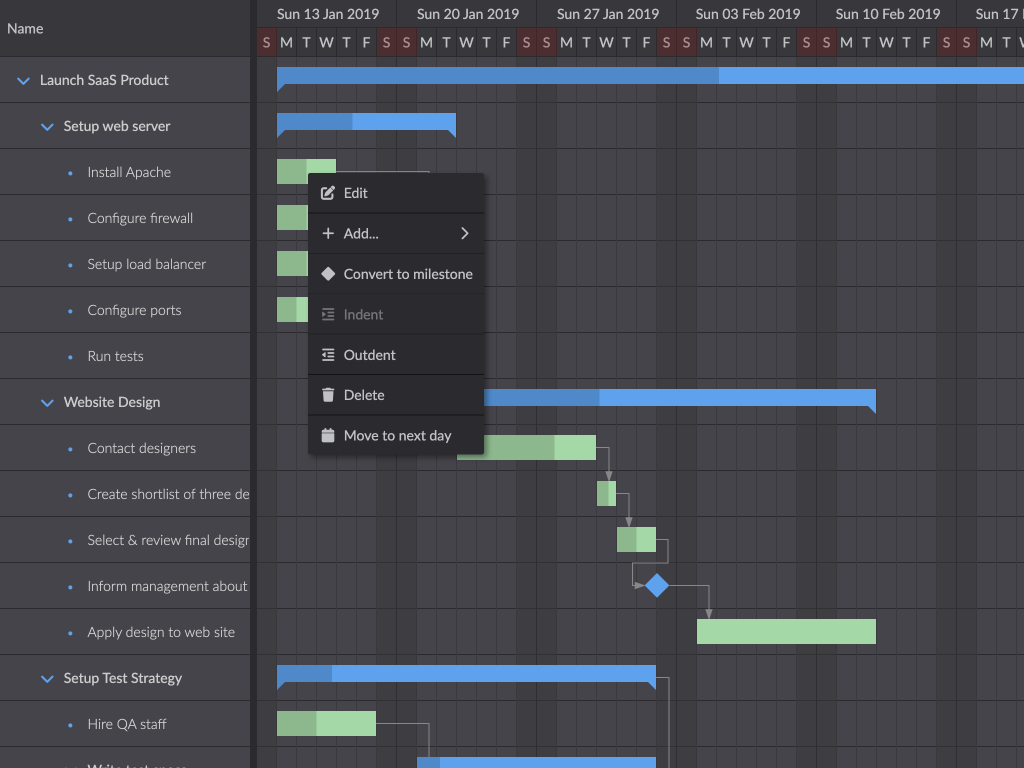 Name
Sun 13 Jan 2019 Sun 20 Jan 2019 Sun 27 Jan 2019 Sun 03 Feb 2019 Sun 10 Feb 2019 Sun 17
S M T W T F S S M T W T F S S M T W T F S S M T W T F S S M T W T F S S M T
Launch SaaS Product
Setup web server
Install Apache
Configure firewall
Setup load balancer
Configure ports
Run tests
Edit
Add...
Convert to milestone
Indent
Outdent
Delete
Move to next day
Website Design
Contact designers
Create shortlist of three de
Select & review final desigr
Inform management about
Apply design to web site
Setup Test Strategy
Hire QA staff